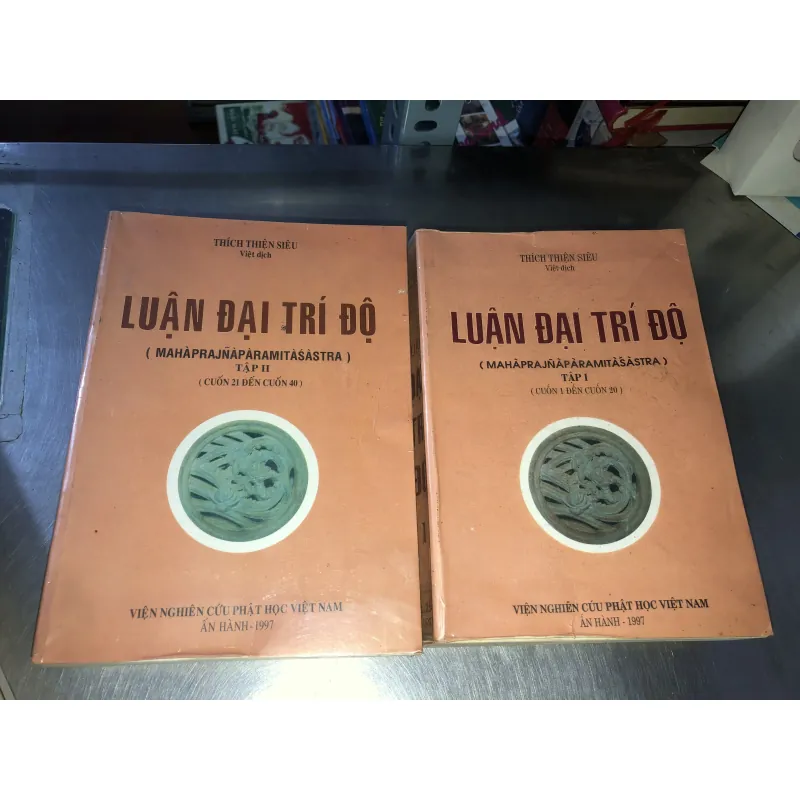 THÍCH THIỆN SIÊU
Việt dịch
LUẬN ĐẠI TRÍ ĐỘ
( MAHÀPRAJÑÀPÀRAMITÀŚÀSTRA )
TẬP II
( CUỐN 21 ĐẾN CUỐN 40 )
VIỆN NGHIÊN CỨU PHẬT HỌC VIỆT NAM
ẤN HÀNH - 1997
THÍCH THIỆN SIÊU
Việt dịch
LUẬN ĐẠI TRÍ ĐỘ
( MAHÀPRAJÑÀPÀRAMITÀŚÀSTRA )
TẬP I
( CUỐN 1 ĐẾN CUỐN 20 )
VIỆN NGHIÊN CỨU PHẬT HỌC VIỆT NAM
ẤN HÀNH - 1997